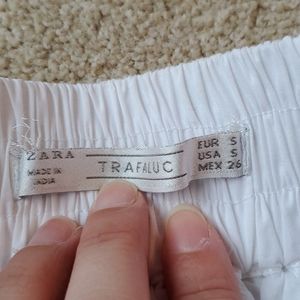 ZARA
MADE IN
INDIA
TRAFALUC
EUR S
USA S
MEX 26